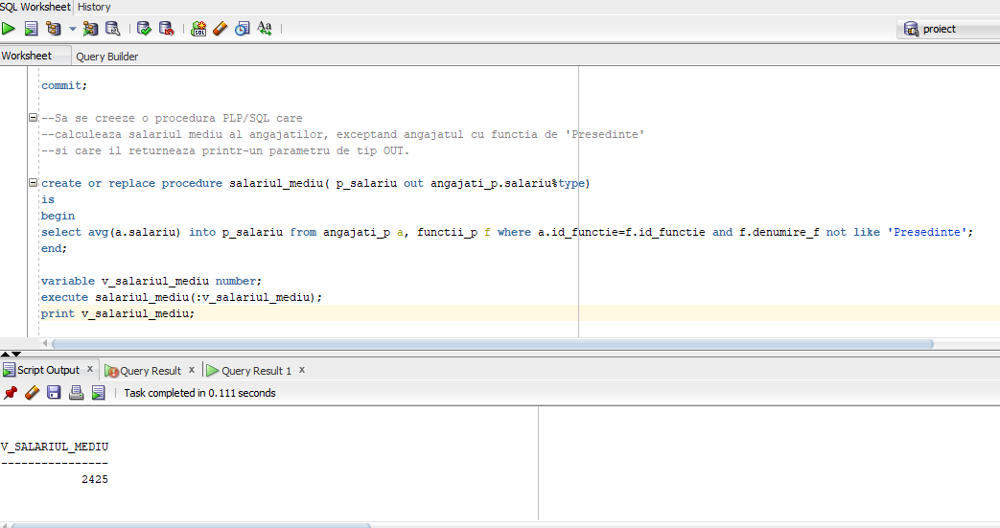 SQL Worksheet History
proiect
Worksheet Query Builder
commit;
--Sa se creeze o procedura PLP/SQL care
--calculeaza salariul mediu al angajatilor, exceptand angajatul cu functia de 'Presedinte'
--si care il returneaza printr-un parametru de tip OUT.
create or replace procedure salariul_mediu( p_salariu out angajati_p.salariu%type)
is
begin
select avg(a.salariu) into p_salariu from angajati_p a, functii_p f where a.id_functie=f.id_functie and f.denumire_f not like 'Presedinte';
end;
variable v_salariul_mediu number;
execute salariul_mediu(:v_salariul_mediu);
print v_salariul_mediu;
Script Output x Query Result x Query Result 1 x
Task completed in 0.111 seconds
V_SALARIUL_MEDIU
----------------
2425